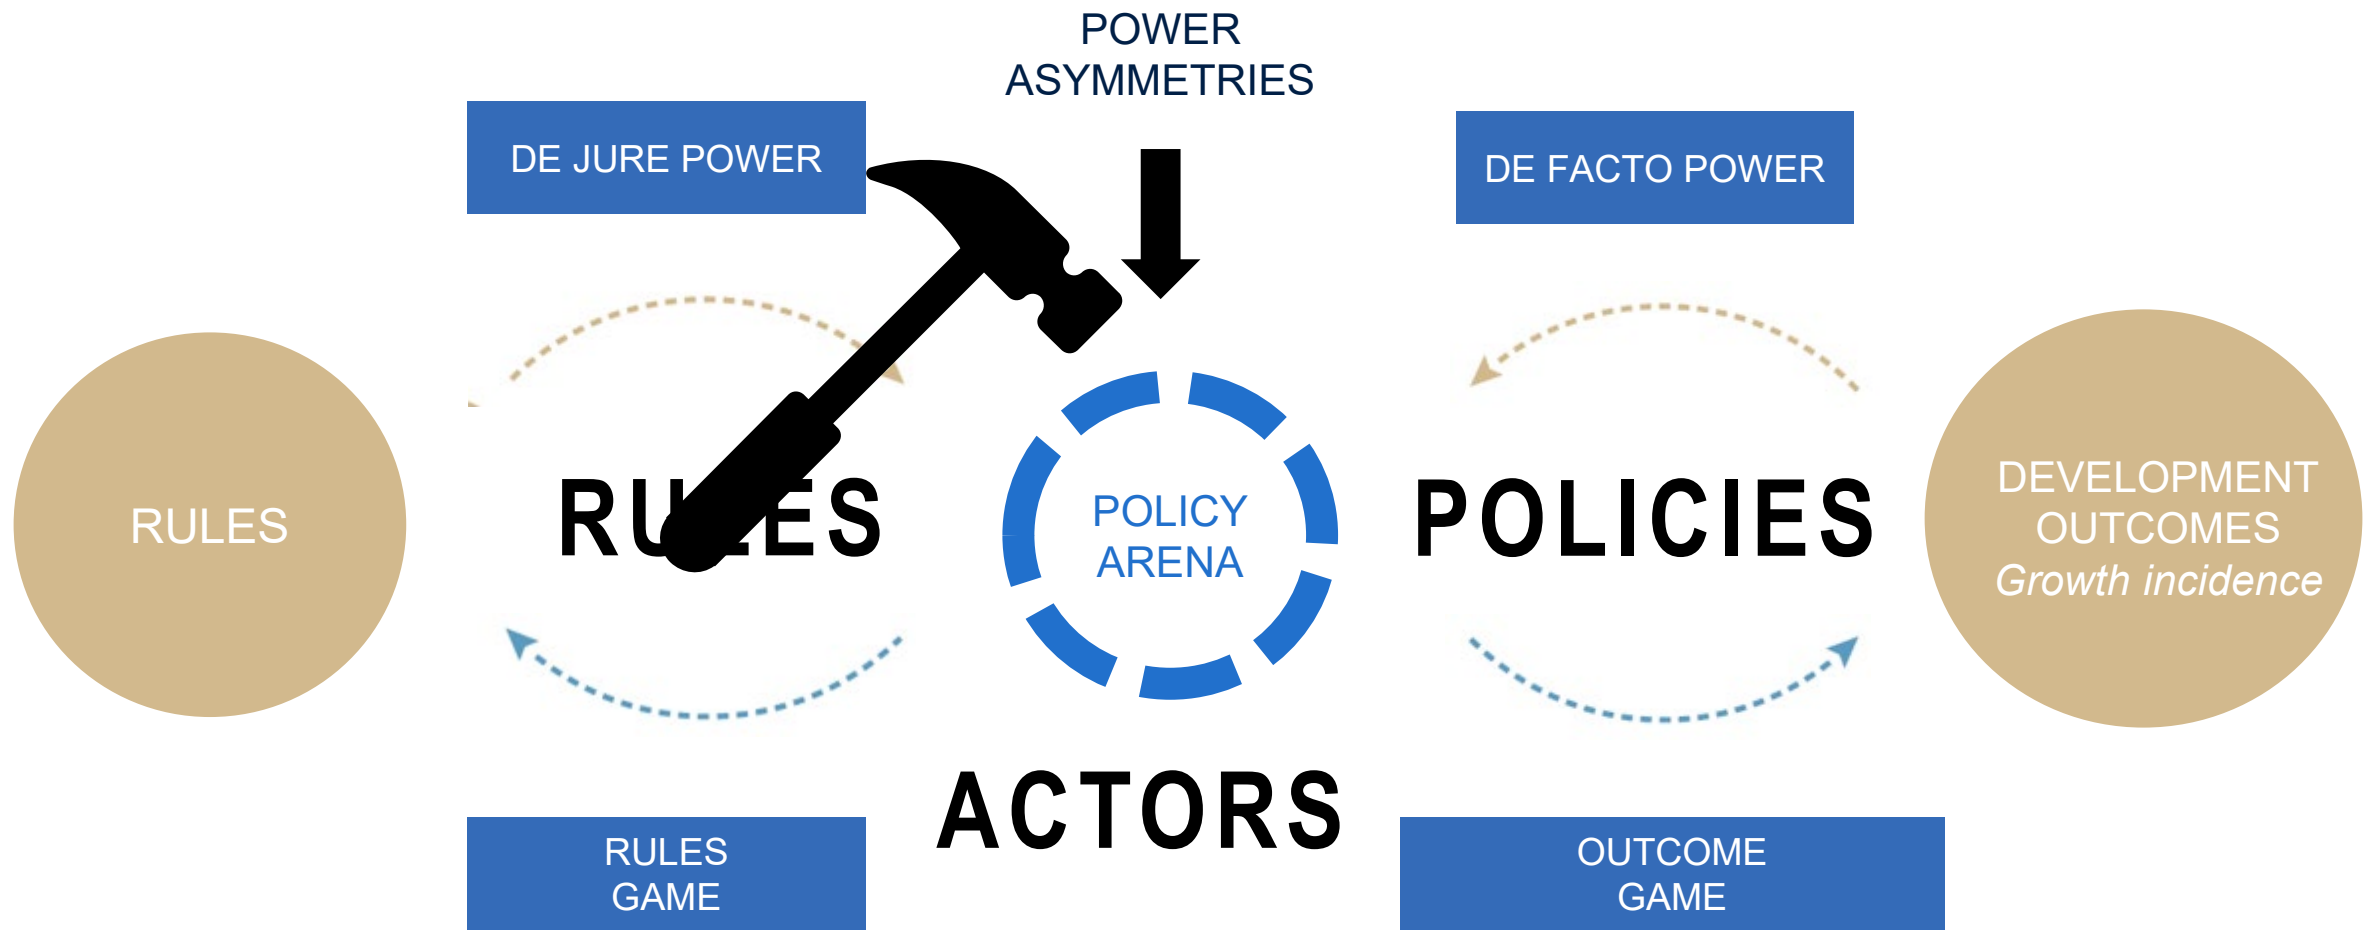 POWER
ASYMMETRIES
DE JURE POWER
DE FACTO POWER
RULES
RULES
POLICY
ARENA
POLICIES
DEVELOPMENT
OUTCOMES
Growth incidence
ACTORS
RULES
GAME
OUTCOME
GAME